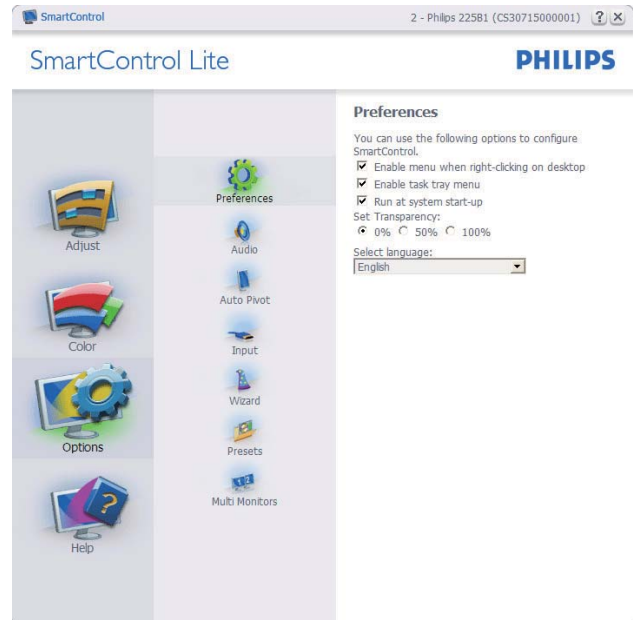 SmartControl
2 - Philips 225B1 (CS30715000001)
?
SmartControl Lite
PHILIPS
Adjust
Color
Options
?
Help
Preferences
Audio
Auto Pivot
Input
Wizard
Presets
1 2
Multi Monitors
Preferences
You can use the following options to configure
SmartControl.
Enable menu when right-clicking on desktop
Enable task tray menu
Run at system start-up
Set Transparency:
0% 50% 100%
Select language:
English